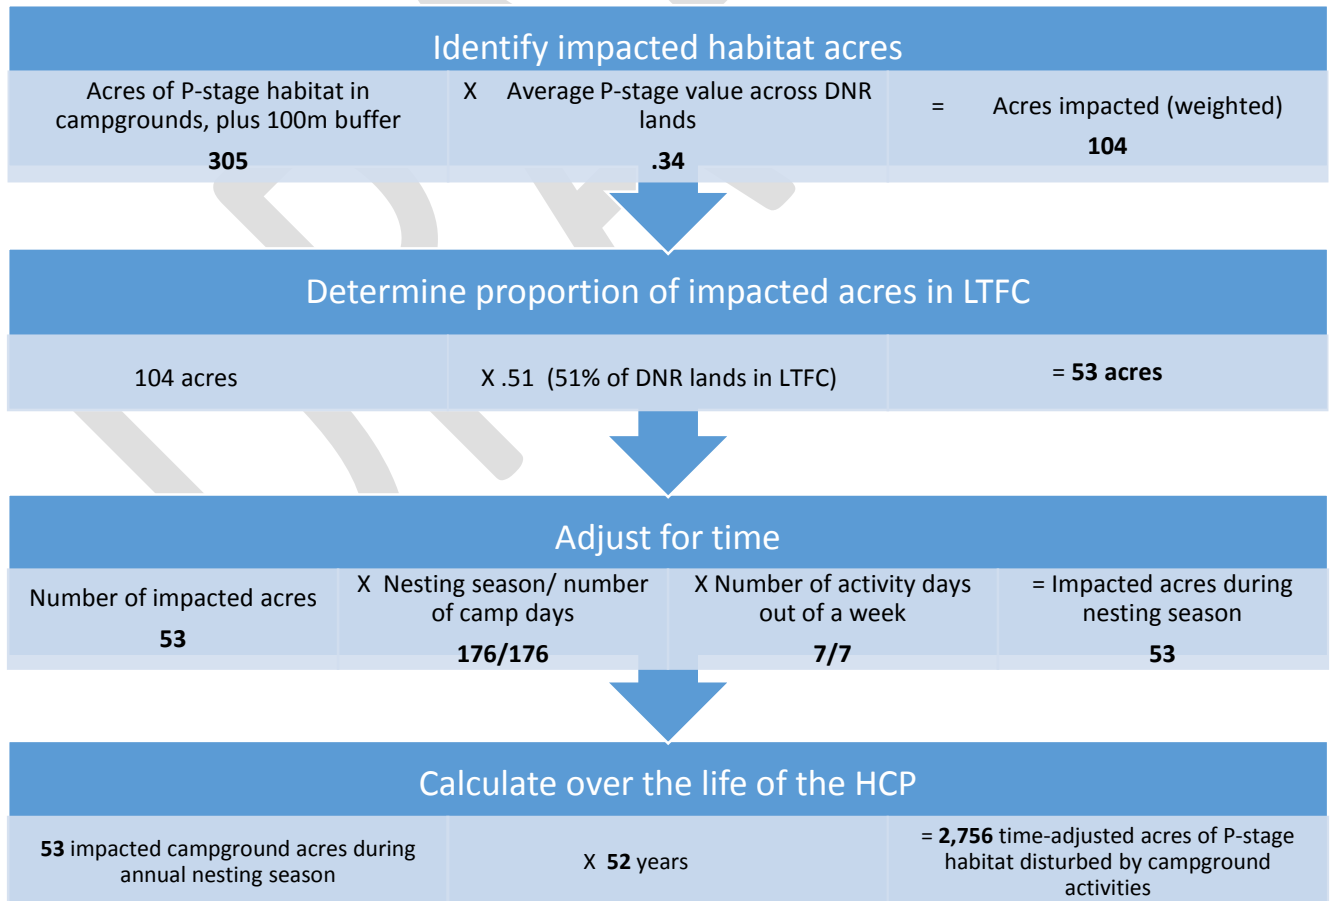 Identify impacted habitat acres
Acres of P-stage habitat in
campgrounds, plus 100m buffer
305
X Average P-stage value across DNR
lands
.34
= Acres impacted (weighted)
104
Determine proportion of impacted acres in LTFC
104 acres
X .51 (51% of DNR lands in LTFC)
= 53 acres
Adjust for time
Number of impacted acres
53
X Nesting season/ number
of camp days
176/176
X Number of activity days
out of a week
7/7
= Impacted acres during
nesting season
53
Calculate over the life of the HCP
53 impacted campground acres during
annual nesting season
X 52 years
= 2,756 time-adjusted acres of P-stage
habitat disturbed by campground
activities